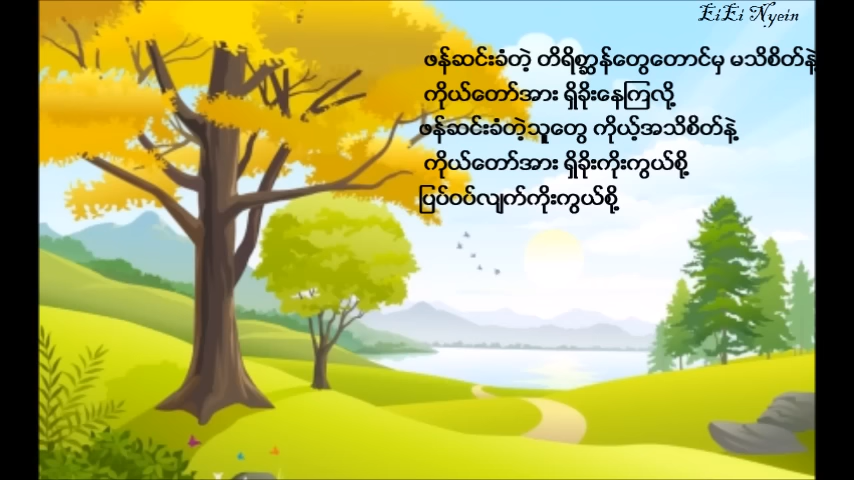 EiEi Nyein
ဖန်ဆင်းခံတဲ့ တိရိစ္ဆာန်တွေတောင်မှ မသိစိတ်နဲ့
ကိုယ်တော်အား ရှိခိုးနေကြလို့
ဖန်ဆင်းခံတဲ့သူတွေ ကိုယ့်အသိစိတ်နဲ့
ကိုယ်တော်အား ရှိခိုးကိုးကွယ်စို့
ပြပ်ဝပ်လျက်ကိုးကွယ်စို့